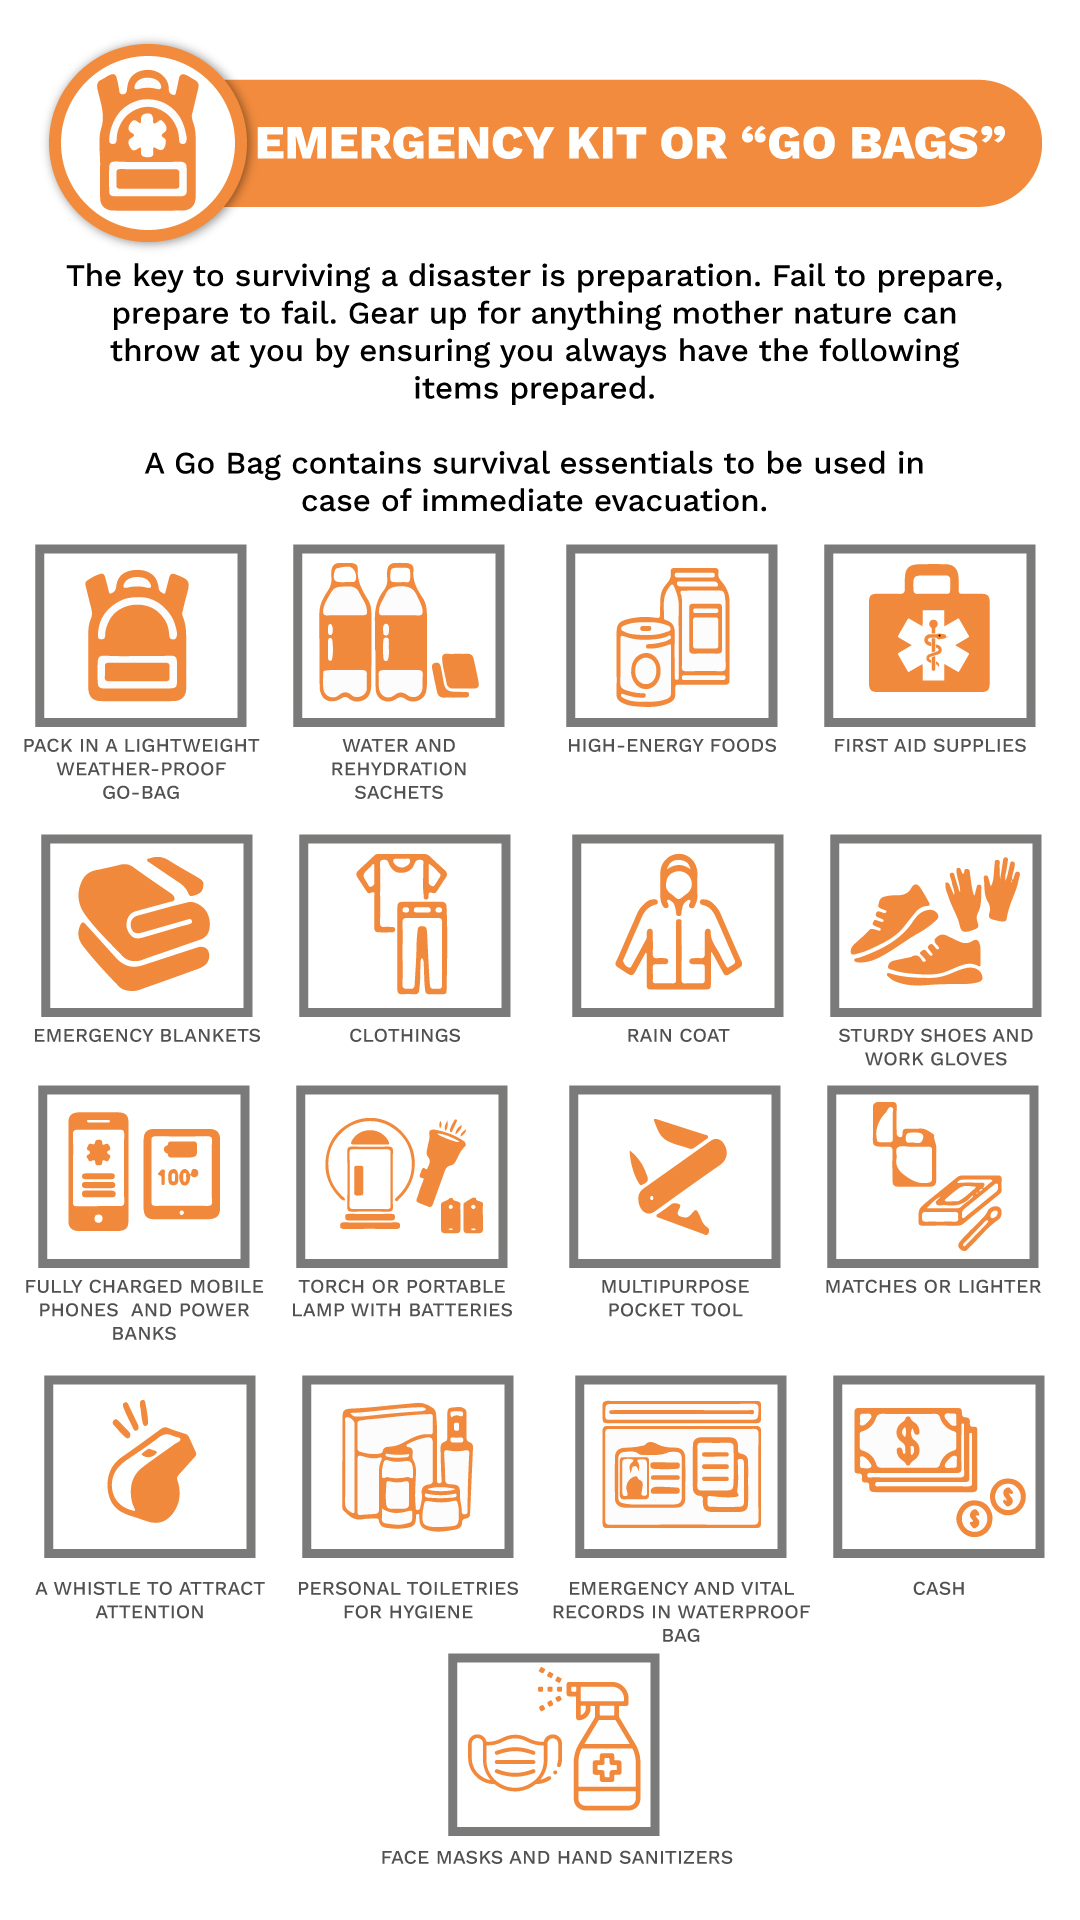 EMERGENCY KIT OR “GO BAGS”
The key to surviving a disaster is preparation. Fail to prepare,
prepare to fail. Gear up for anything mother nature can
throw at you by ensuring you always have the following
items prepared.
A Go Bag contains survival essentials to be used in
case of immediate evacuation.
PACK IN A LIGHTWEIGHT
WEATHER-PROOF
GO-BAG
WATER AND
REHYDRATION
SACHETS
HIGH-ENERGY FOODS
FIRST AID SUPPLIES
EMERGENCY BLANKETS
CLOTHINGS
RAIN COAT
STURDY SHOES AND
WORK GLOVES
100°
FULLY CHARGED MOBILE
PHONES  AND POWER
BANKS
TORCH OR PORTABLE
LAMP WITH BATTERIES
MULTIPURPOSE
POCKET TOOL
MATCHES OR LIGHTER
$
$
$
A WHISTLE TO ATTRACT
ATTENTION
PERSONAL TOILETRIES
FOR HYGIENE
EMERGENCY AND VITAL
RECORDS IN WATERPROOF
BAG
CASH
FACE MASKS AND HAND SANITIZERS